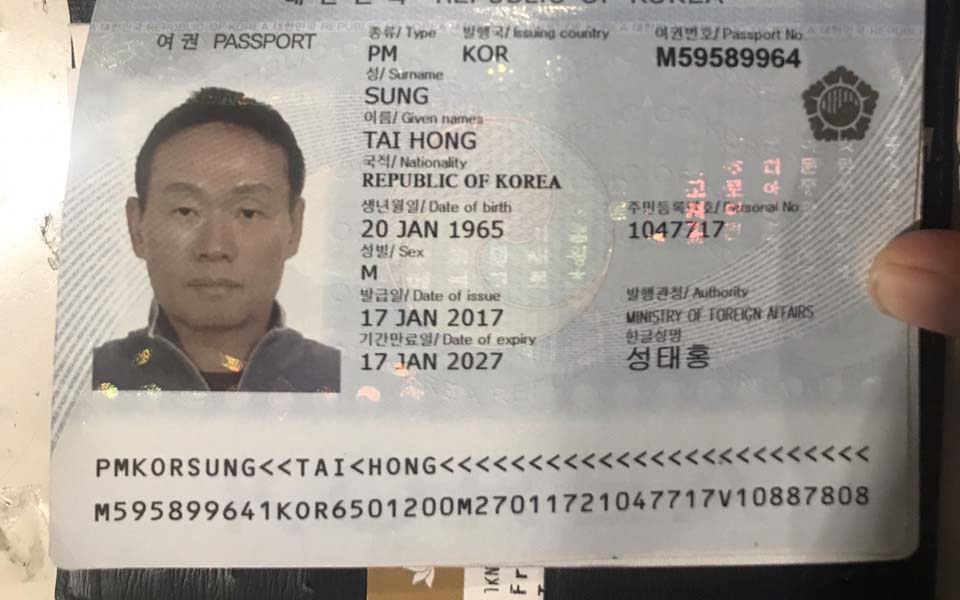 대한민국 REPUBLIC OF KOREA
여권 PASSPORT
종류/ Type 발행국/ Issuing country 여권번호/ Passport No.
PM KOR M59589964
성/ Surname
SUNG
이름/ Given names
TAI HONG
국적/ Nationality
REPUBLIC OF KOREA
생년월일/ Date of birth 주민등록번호/ Personal No.
20 JAN 1965 1047717
성별/ Sex
M
발급일/ Date of issue 발행관청/ Authority
17 JAN 2017 MINISTRY OF FOREIGN AFFAIRS
기간만료일/ Date of expiry 한글성명
17 JAN 2027 성태홍
PMKORSUNG<<TAI<HONG<<<<<<<<<<<<<<<<<<<<<<<<<
M595899641KOR6501200M27011721047717V10887808